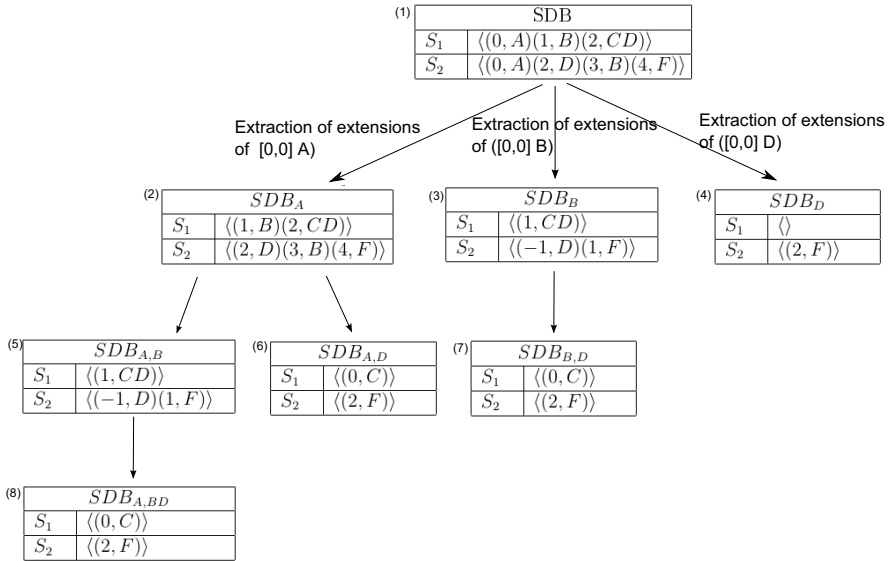 (1)
SDB
S₁ ⟨(0, A)(1, B)(2, CD)⟩
S₂ ⟨(0, A)(2, D)(3, B)(4, F)⟩
Extraction of extensions
of [0,0] A)
Extraction of extensions
of ([0,0] B)
Extraction of extensions
of ([0,0] D)
(2)
SDB_A
S₁ ⟨(1, B)(2, CD)⟩
S₂ ⟨(2, D)(3, B)(4, F)⟩
(3)
SDB_B
S₁ ⟨(1, CD)⟩
S₂ ⟨(−1, D)(1, F)⟩
(4)
SDB_D
S₁ ⟨⟩
S₂ ⟨(2, F)⟩
(5)
SDB_{A,B}
S₁ ⟨(1, CD)⟩
S₂ ⟨(−1, D)(1, F)⟩
(6)
SDB_{A,D}
S₁ ⟨(0, C)⟩
S₂ ⟨(2, F)⟩
(7)
SDB_{B,D}
S₁ ⟨(0, C)⟩
S₂ ⟨(2, F)⟩
(8)
SDB_{A,BD}
S₁ ⟨(0, C)⟩
S₂ ⟨(2, F)⟩